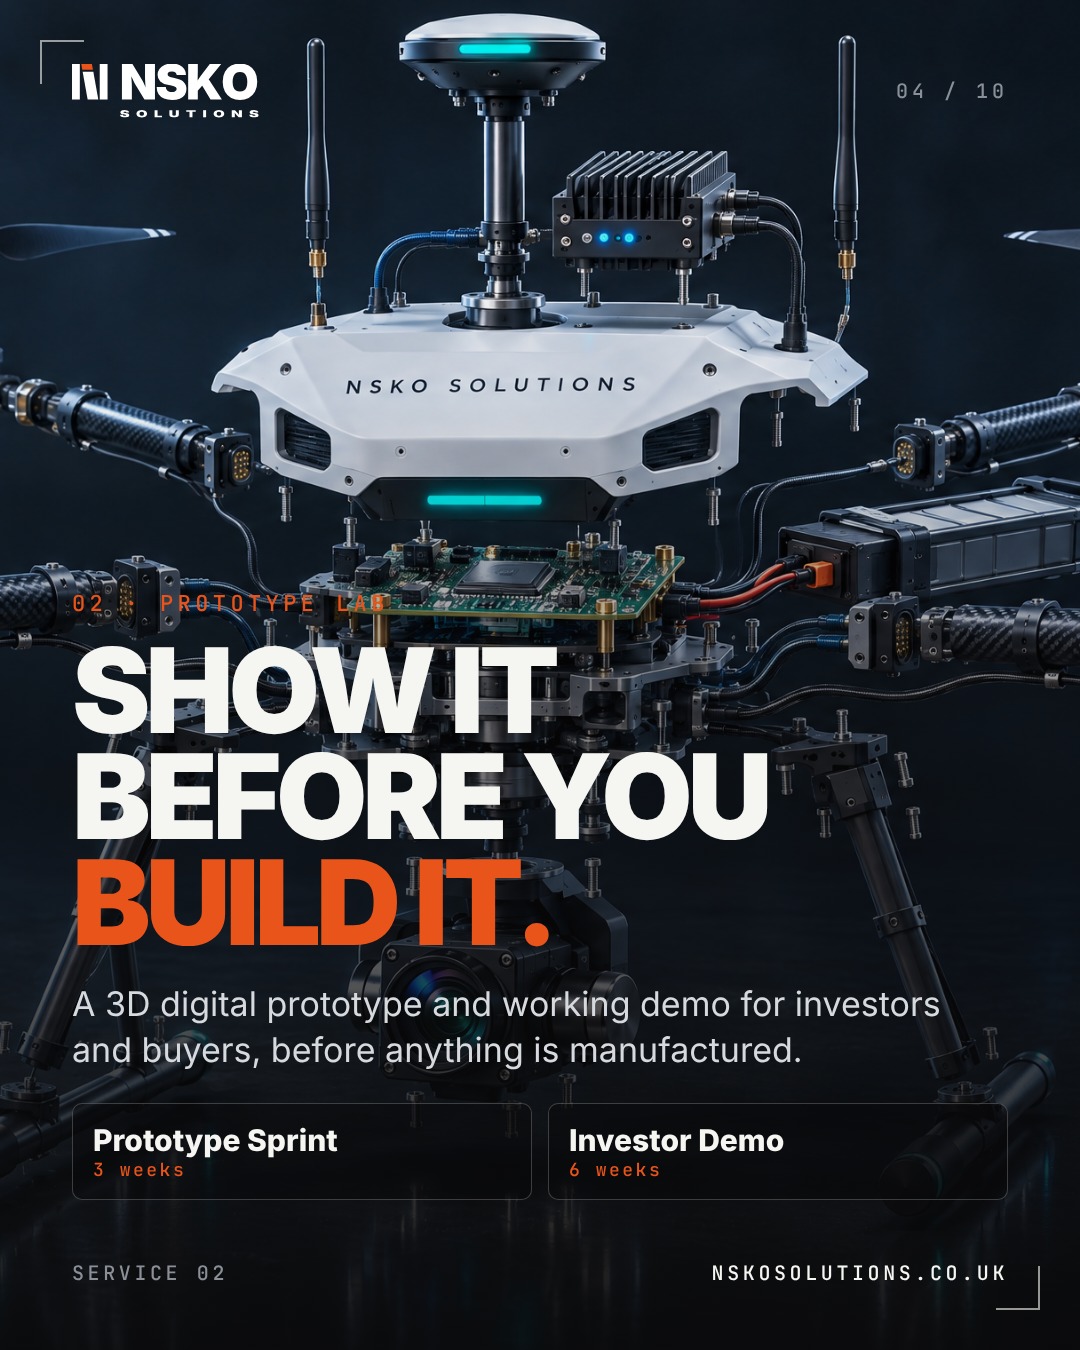 NSKO
SOLUTIONS
04 / 10
NSKO SOLUTIONS
02 · PROTOTYPE LAB
SHOW IT
BEFORE YOU
BUILD IT.
A 3D digital prototype and working demo for investors
and buyers, before anything is manufactured.
Prototype Sprint
3 weeks
Investor Demo
6 weeks
SERVICE 02
NSKOSOLUTIONS.CO.UK